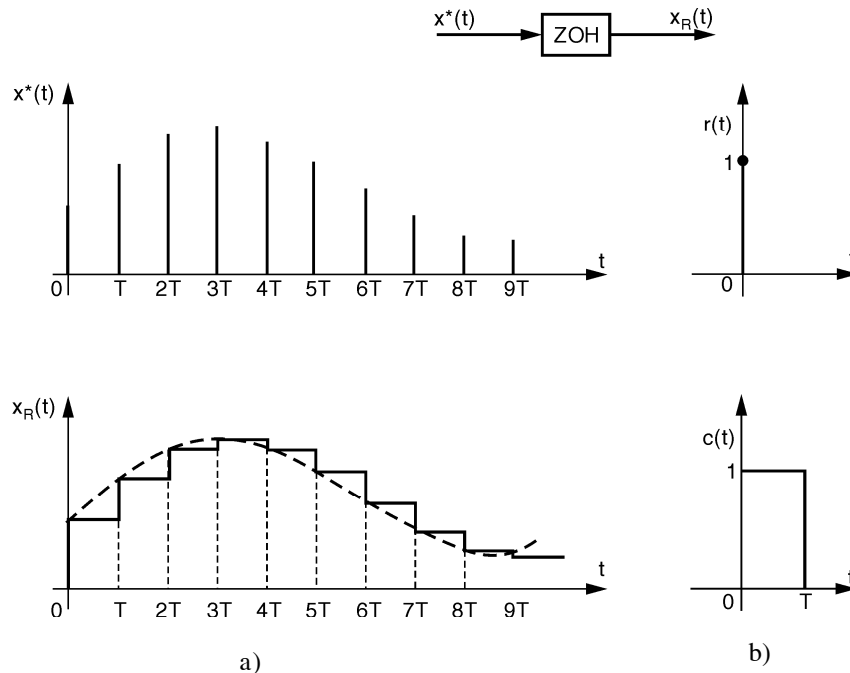 x*(t) ZOH x_R(t)
x*(t)
t
0 T 2T 3T 4T 5T 6T 7T 8T 9T
r(t)
1
0
x_R(t)
t
0 T 2T 3T 4T 5T 6T 7T 8T 9T
c(t)
1
t
0 T
a)
b)